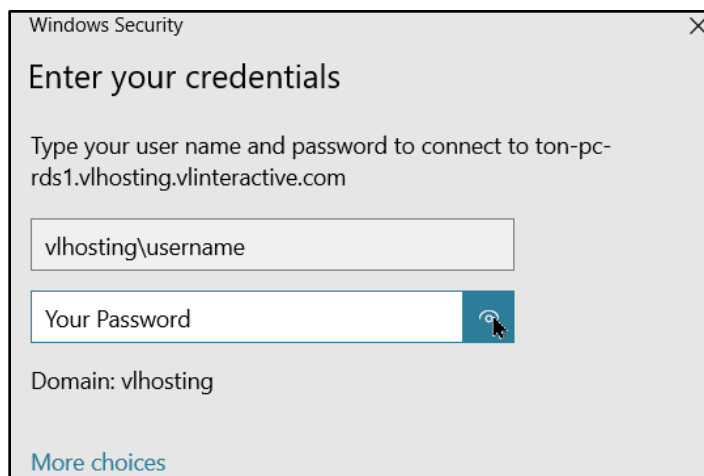 Windows Security
Enter your credentials
Type your user name and password to connect to ton-pc-
rds1.vlhosting.vlinteractive.com
vlhosting\username
Your Password
Domain: vlhosting
More choices